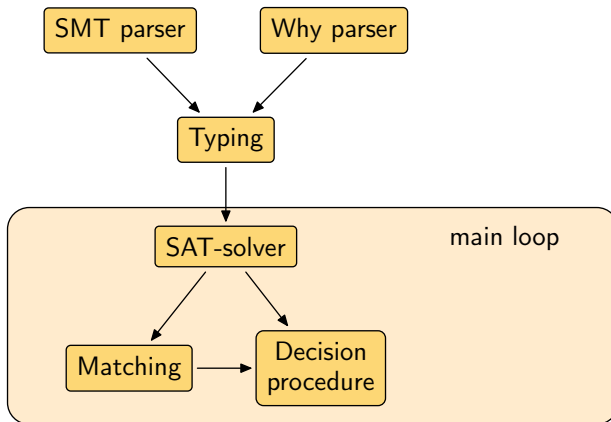 SMT parser
Why parser
Typing
SAT-solver
main loop
Matching
Decision
procedure